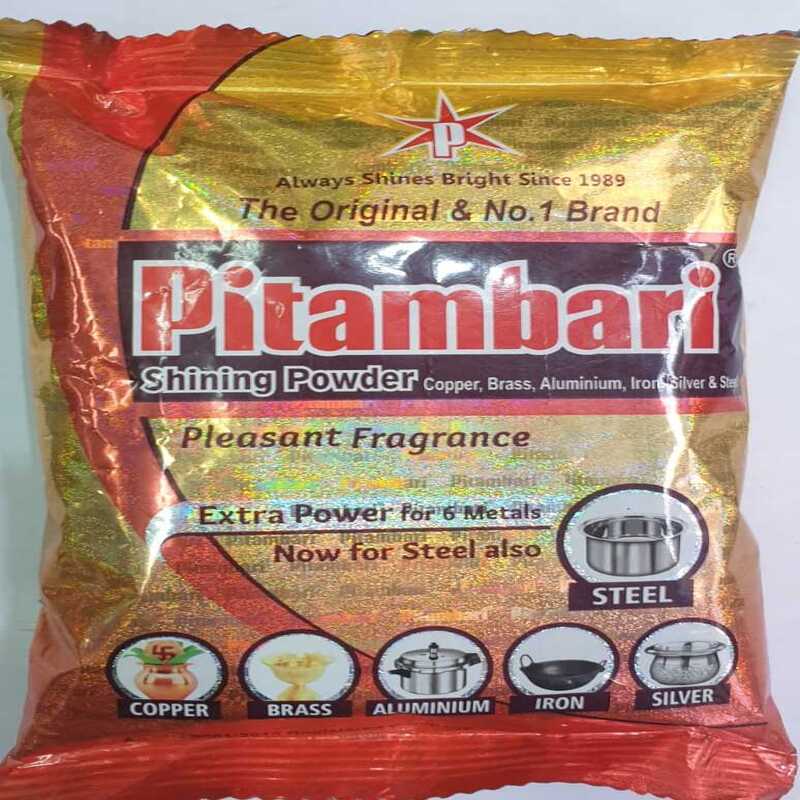 P
Always Shines Bright Since 1989
The Original & No.1 Brand
Pitambari®
Shining Powder Copper, Brass, Aluminium, Iron, Silver & Steel
Pleasant Fragrance
Extra Power for 6 Metals
Now for Steel also
STEEL
COPPER BRASS ALUMINIUM IRON SILVER